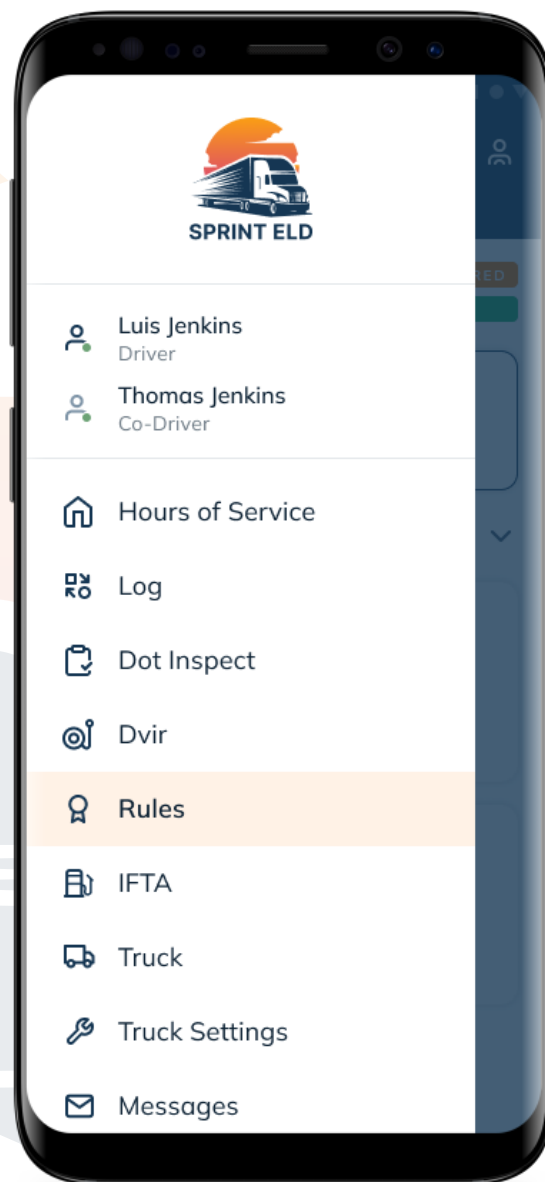 SPRINT ELD
Luis Jenkins
Driver
Thomas Jenkins
Co-Driver
Hours of Service
Log
Dot Inspect
Dvir
Rules
IFTA
Truck
Truck Settings
Messages